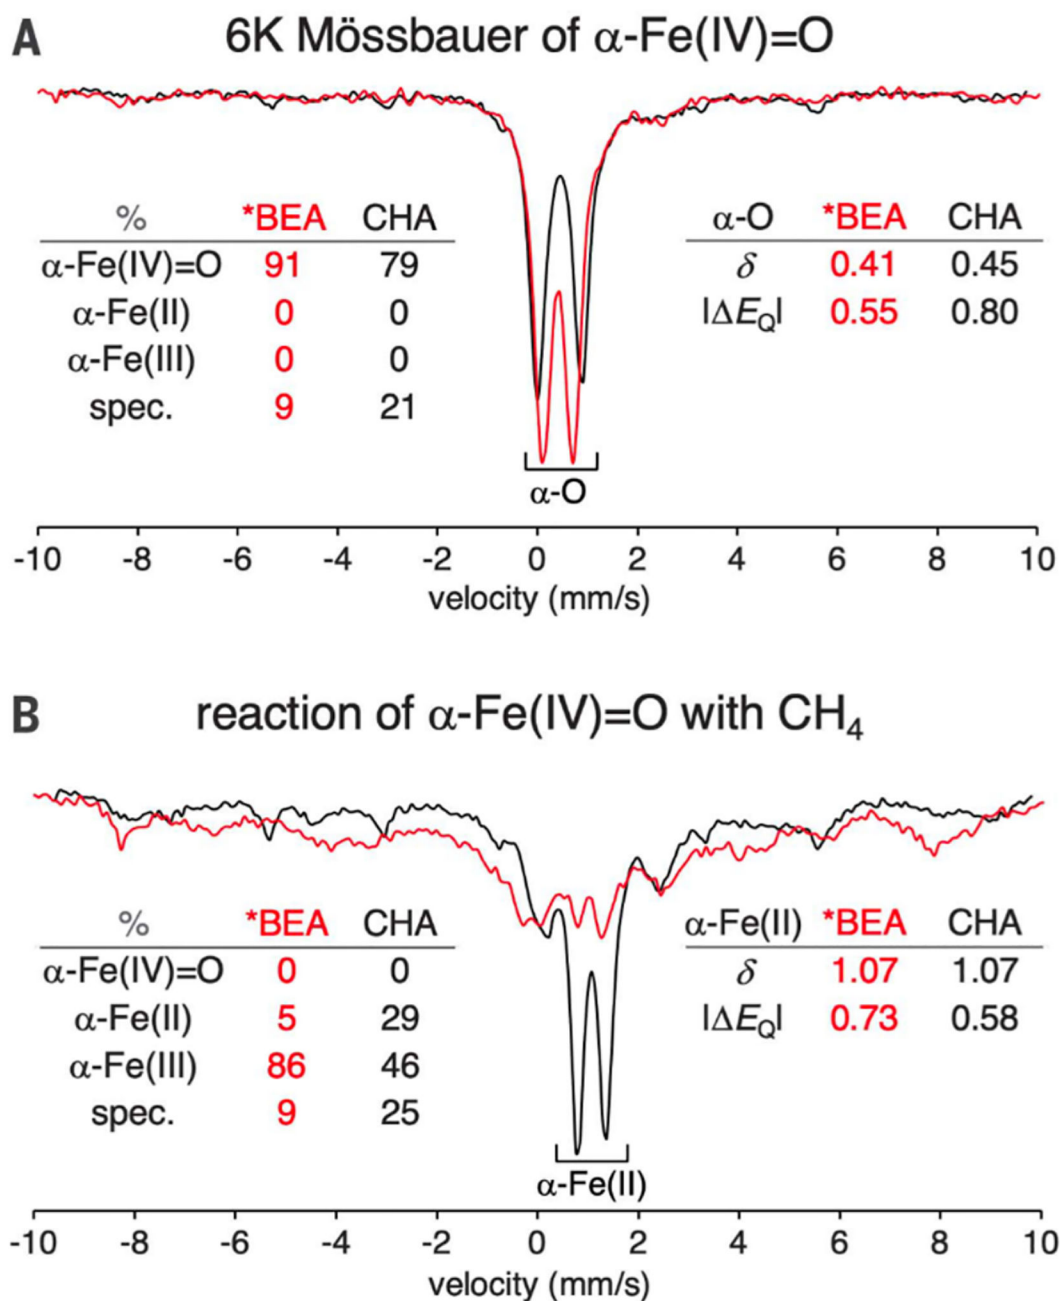 A 6K Mössbauer of α-Fe(IV)=O
% *BEA CHA
α-Fe(IV)=O 91 79
α-Fe(II) 0 0
α-Fe(III) 0 0
spec. 9 21
α-O *BEA CHA
δ 0.41 0.45
|ΔE_Q| 0.55 0.80
α-O
-10 -8 -6 -4 -2 0 2 4 6 8 10
velocity (mm/s)
B reaction of α-Fe(IV)=O with CH₄
% *BEA CHA
α-Fe(IV)=O 0 0
α-Fe(II) 5 29
α-Fe(III) 86 46
spec. 9 25
α-Fe(II) *BEA CHA
δ 1.07 1.07
|ΔE_Q| 0.73 0.58
α-Fe(II)
-10 -8 -6 -4 -2 0 2 4 6 8 10
velocity (mm/s)